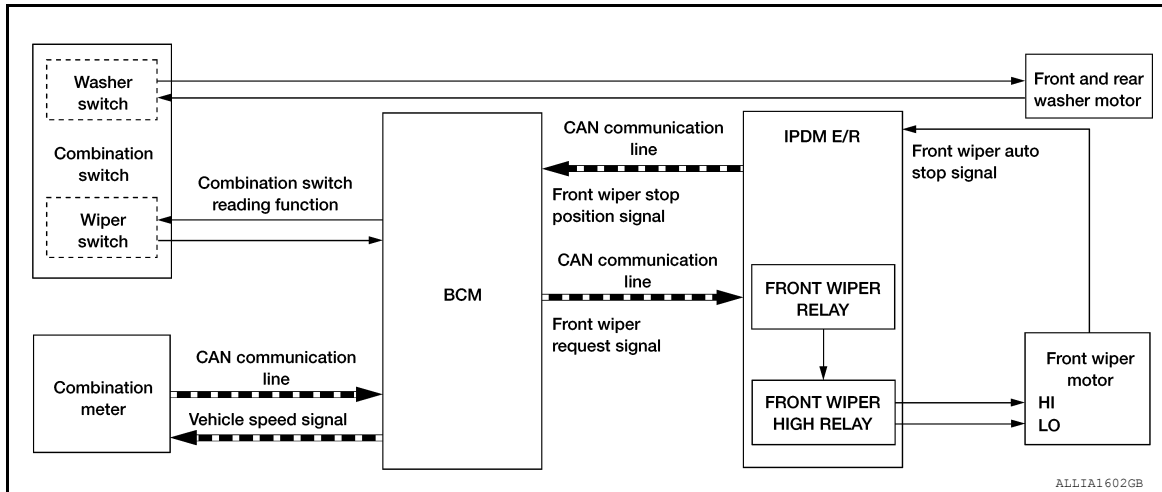 Washer
switch
Combination
switch
Wiper
switch
Combination switch
reading function
Combination
meter
CAN communication
line
Vehicle speed signal
BCM
CAN communication
line
Front wiper stop
position signal
CAN communication
line
Front wiper
request signal
IPDM E/R
FRONT WIPER
RELAY
FRONT WIPER
HIGH RELAY
Front and rear
washer motor
Front wiper auto
stop signal
Front wiper
motor
HI
LO
ALLIA1602GB